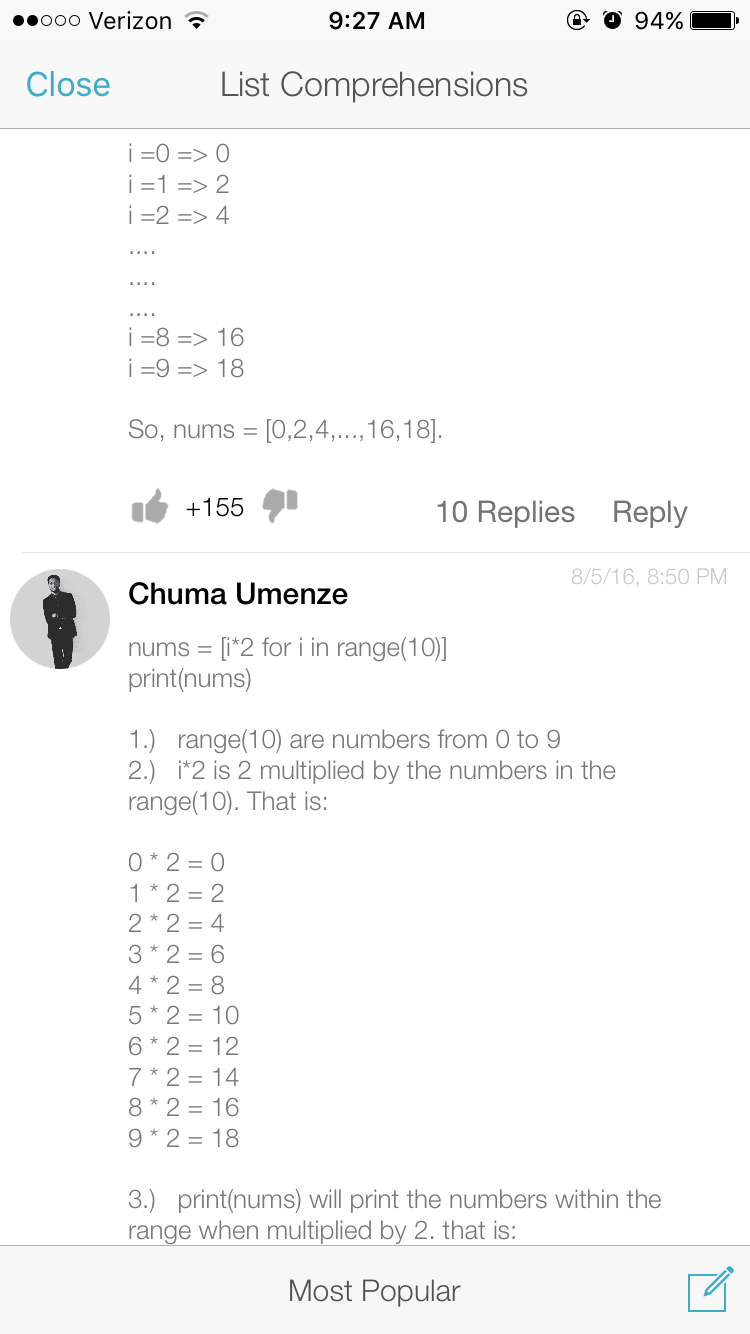 Verizon 9:27 AM 94%
Close List Comprehensions
i =0 => 0
i =1 => 2
i =2 => 4
....
....
....
i =8 => 16
i =9 => 18
So, nums = [0,2,4,...,16,18].
+155 10 Replies Reply
8/5/16, 8:50 PM
Chuma Umenze
nums = [i*2 for i in range(10)]
print(nums)
1.) range(10) are numbers from 0 to 9
2.) i*2 is 2 multiplied by the numbers in the
range(10). That is:
0 * 2 = 0
1 * 2 = 2
2 * 2 = 4
3 * 2 = 6
4 * 2 = 8
5 * 2 = 10
6 * 2 = 12
7 * 2 = 14
8 * 2 = 16
9 * 2 = 18
3.) print(nums) will print the numbers within the
range when multiplied by 2. that is:
Most Popular